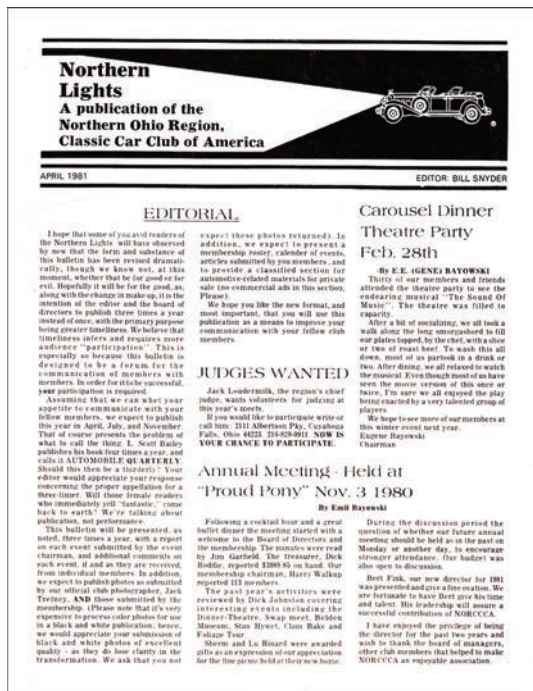 Northern
Lights
A publication of the
Northern Ohio Region,
Classic Car Club of America
APRIL 1981
EDITOR: BILL SNYDER
EDITORIAL
I hope that some of you avid readers of
the Northern Lights will have observed
by now that the form and substance of
this bulletin has been revised dramati-
cally, though we know not, at this
moment, whether that be for good or for
evil. Hopefully it will be for the good, as,
along with the change in make up, it is the
intention of the editor and the board of
directors to publish three times a year
instead of once, with the primary purpose
being greater timeliness. We believe that
timeliness infers and requires more
audience "participation". This is
especially so because this bulletin is
designed to be a forum for the
communication of members with
members. In order for it to be successful,
your participation is required.
Assuming that we can whet your
appetite to communicate with your
fellow members, we expect to publish
this year in April, July, and November.
That of course presents the problem of
what to call the thing. L. Scott Bailey
publishes his book four times a year, and
calls it AUTOMOBILE QUARTERLY.
Should this then be a thirderly? Your
editor would appreciate your response
concerning the proper appellation for a
three-timer. Will those female readers
who immediately yell "fantastic," come
back to earth? We're talking about
publication, not performance.
This bulletin will be presented, as
noted, three times a year, with a report
on each event submitted by the event
chairman, and additional comments on
each event, if and as they are received,
from individual members. In addition,
we expect to publish photos as submitted
by our official club photographer, Jack
Trelney, AND those submitted by the
membership. (Please note that it's very
expensive to process color photos for use
in a black and white publication; hence,
we would appreciate your submission of
black and white photos of excellent
quality - as they do lose clarity in the
transformation. We ask that you not
expect these photos returned). In
addition, we expect to present a
membership roster, calender of events,
articles submitted by you members, and
to provide a classified section for
automotive-related materials for private
sale (no commercial ads in this section,
Please).
We hope you like the new format, and
most important, that you will use this
publication as a means to improve your
communication with your fellow club
members.
JUDGES WANTED
Jack Loudermilk, the region's chief
judge, wants volunteers for judging at
this year's meets.
If you would like to participate write or
call him: 2111 Albertson Pky, Cuyahoga
Falls, Ohio 44223. 216-929-0911. NOW IS
YOUR CHANCE TO PARTICIPATE.
Carousel Dinner
Theatre Party
Feb. 28th
By E.E. (GENE) BAYOWSKI
Thirty of our members and friends
attended the theatre party to see the
endearing musical "The Sound Of
Music". The theatre was filled to
capacity.
After a bit of socializing, we all took a
walk along the long smorgasbord to fill
our plates topped, by the chef, with a slice
or two of roast beef. To wash this all
down, most of us partook in a drink or
two. After dining, we all relaxed to watch
the musical. Even though most of us have
seen the movie version of this once or
twice, I'm sure we all enjoyed the play
being enacted by a very talented group of
players.
We hope to see more of our members at
this winter event next year.
Eugene Bayowski
Chairman
Annual Meeting - Held at
"Proud Pony" Nov. 3 1980
By Emil Bayowski
Following a cocktail hour and a great
buffet dinner the meeting started with a
welcome to the Board of Directors and
the membership. The minutes were read
by Jim Garfield. The treasurer, Dick
Hoddie, reported on hand. Our
membership chairman, Harry Walkup
reported 113 members.
The past year's activities were
reviewed by Dick Johnston covering
interesting events including the
Dinner-Theatre, Swap meet, Belden
Museum, Stan Hywet, Clam Bake and
Foliage Tour
Sherm and Lu Rinard were awarded
gifts as an expression of our appreciation
for the fine picnic held at their new home.
During the discussion period the
question of whether our future annual
meeting should be held as in the past on
Monday or another day, to encourage
stronger attendance. Our budget was
also open to discussion.
Bert Fink, our new director for 1981
was presented and given a fine ovation. We
are fortunate to have Bert give his time
and talent. His leadership will assure a
successful contribution of NORCCCA.
I have enjoyed the privilege of being
the director for the past two years and
wish to thank the board of managers,
other club members that helped to make
NORCCCA an enjoyable association.